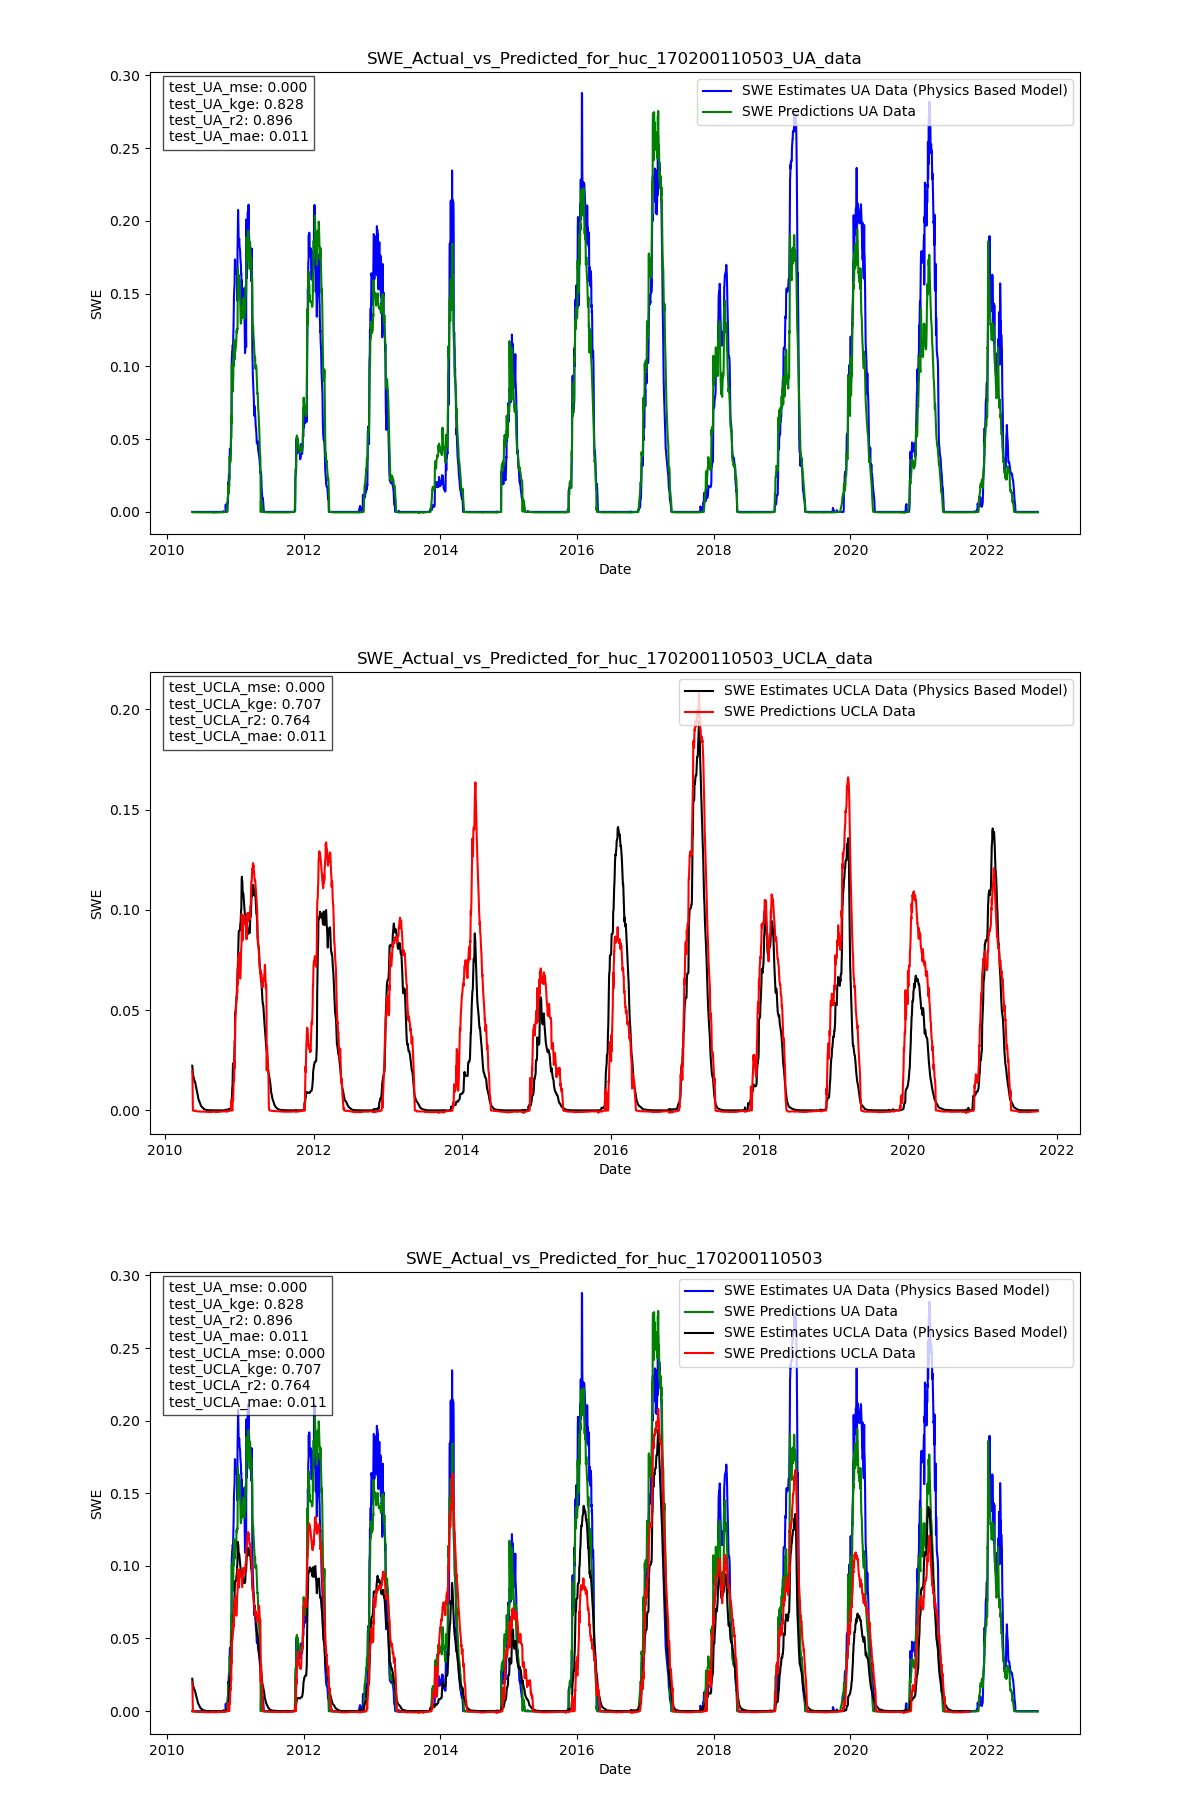 SWE_Actual_vs_Predicted_for_huc_170200110503_UA_data
test_UA_mse: 0.000
test_UA_kge: 0.828
test_UA_r2: 0.896
test_UA_mae: 0.011
SWE Estimates UA Data (Physics Based Model)
SWE Predictions UA Data
0.30
0.25
0.20
0.15
0.10
0.05
0.00
SWE
2010
2012
2014
2016
2018
2020
2022
Date
SWE_Actual_vs_Predicted_for_huc_170200110503_UCLA_data
test_UCLA_mse: 0.000
test_UCLA_kge: 0.707
test_UCLA_r2: 0.764
test_UCLA_mae: 0.011
SWE Estimates UCLA Data (Physics Based Model)
SWE Predictions UCLA Data
0.20
0.15
0.10
0.05
0.00
SWE
2010
2012
2014
2016
2018
2020
2022
Date
SWE_Actual_vs_Predicted_for_huc_170200110503
test_UA_mse: 0.000
test_UA_kge: 0.828
test_UA_r2: 0.896
test_UA_mae: 0.011
test_UCLA_mse: 0.000
test_UCLA_kge: 0.707
test_UCLA_r2: 0.764
test_UCLA_mae: 0.011
SWE Estimates UA Data (Physics Based Model)
SWE Predictions UA Data
SWE Estimates UCLA Data (Physics Based Model)
SWE Predictions UCLA Data
0.30
0.25
0.20
0.15
0.10
0.05
0.00
SWE
2010
2012
2014
2016
2018
2020
2022
Date